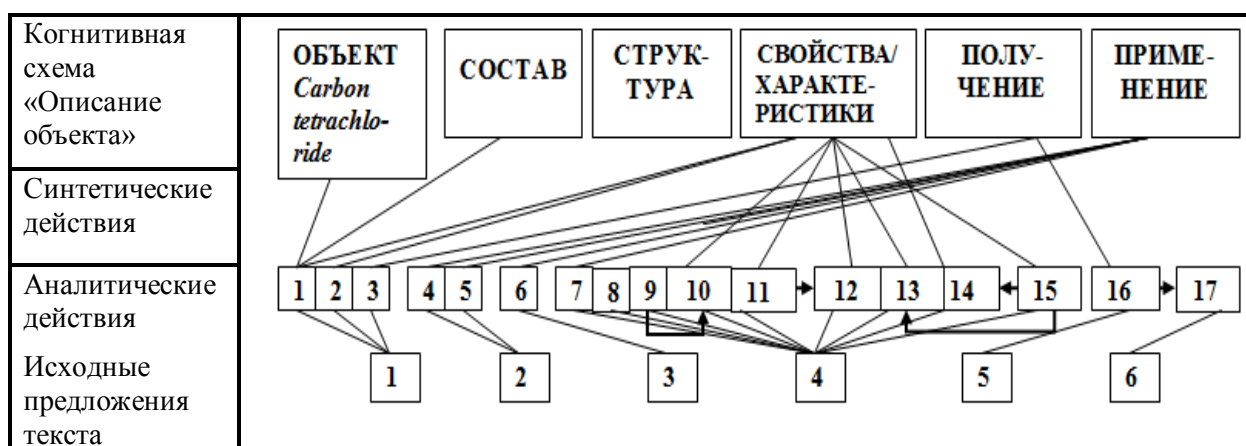 Когнитивная
схема
«Описание
объекта»
ОБЪЕКТ
Carbon
tetrachlo-
ride
СОСТАВ
СТРУК-
ТУРА
СВОЙСТВА/
ХАРАКТЕ-
РИСТИКИ
ПОЛУ-
ЧЕНИЕ
ПРИМЕ-
НЕНИЕ
Синтетические
действия
Аналитические
действия
1 2 3 4 5 6 7 8 9 10 11 12 13 14 15 16 17
Исходные
предложения
текста
1 2 3 4 5 6